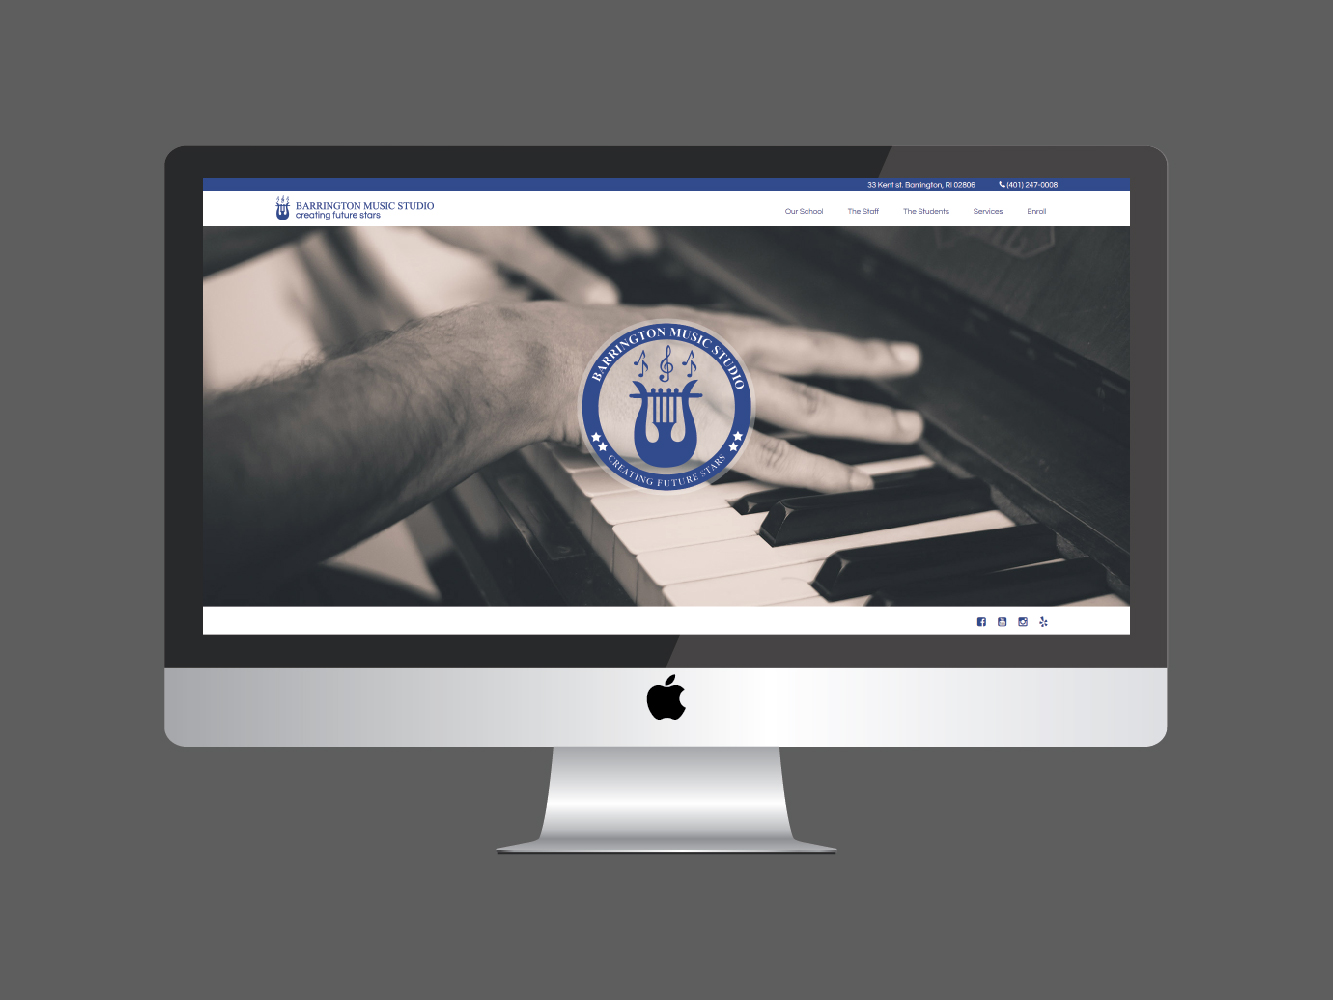 33 Kent st. Barrington, RI 02806 (401) 247-0008
EARRINGTON MUSIC STUDIO
creating future stars
Our School The Staff The Students Services Enroll
BARRINGTON MUSIC STUDIO
CREATING FUTURE STARS